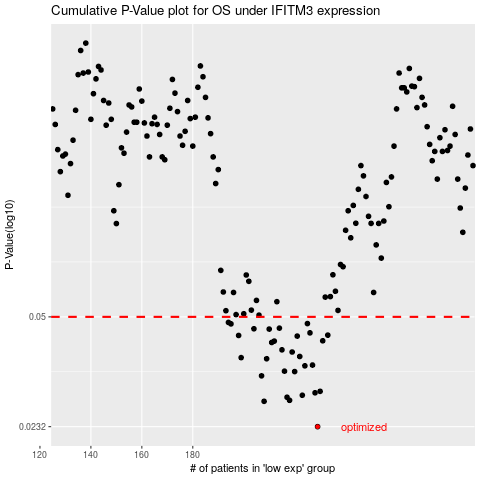 Cumulative P-Value plot for OS under IFITM3 expression
P-Value(log10)
0.05
0.0232
optimized
120 140 160 180
# of patients in 'low exp' group